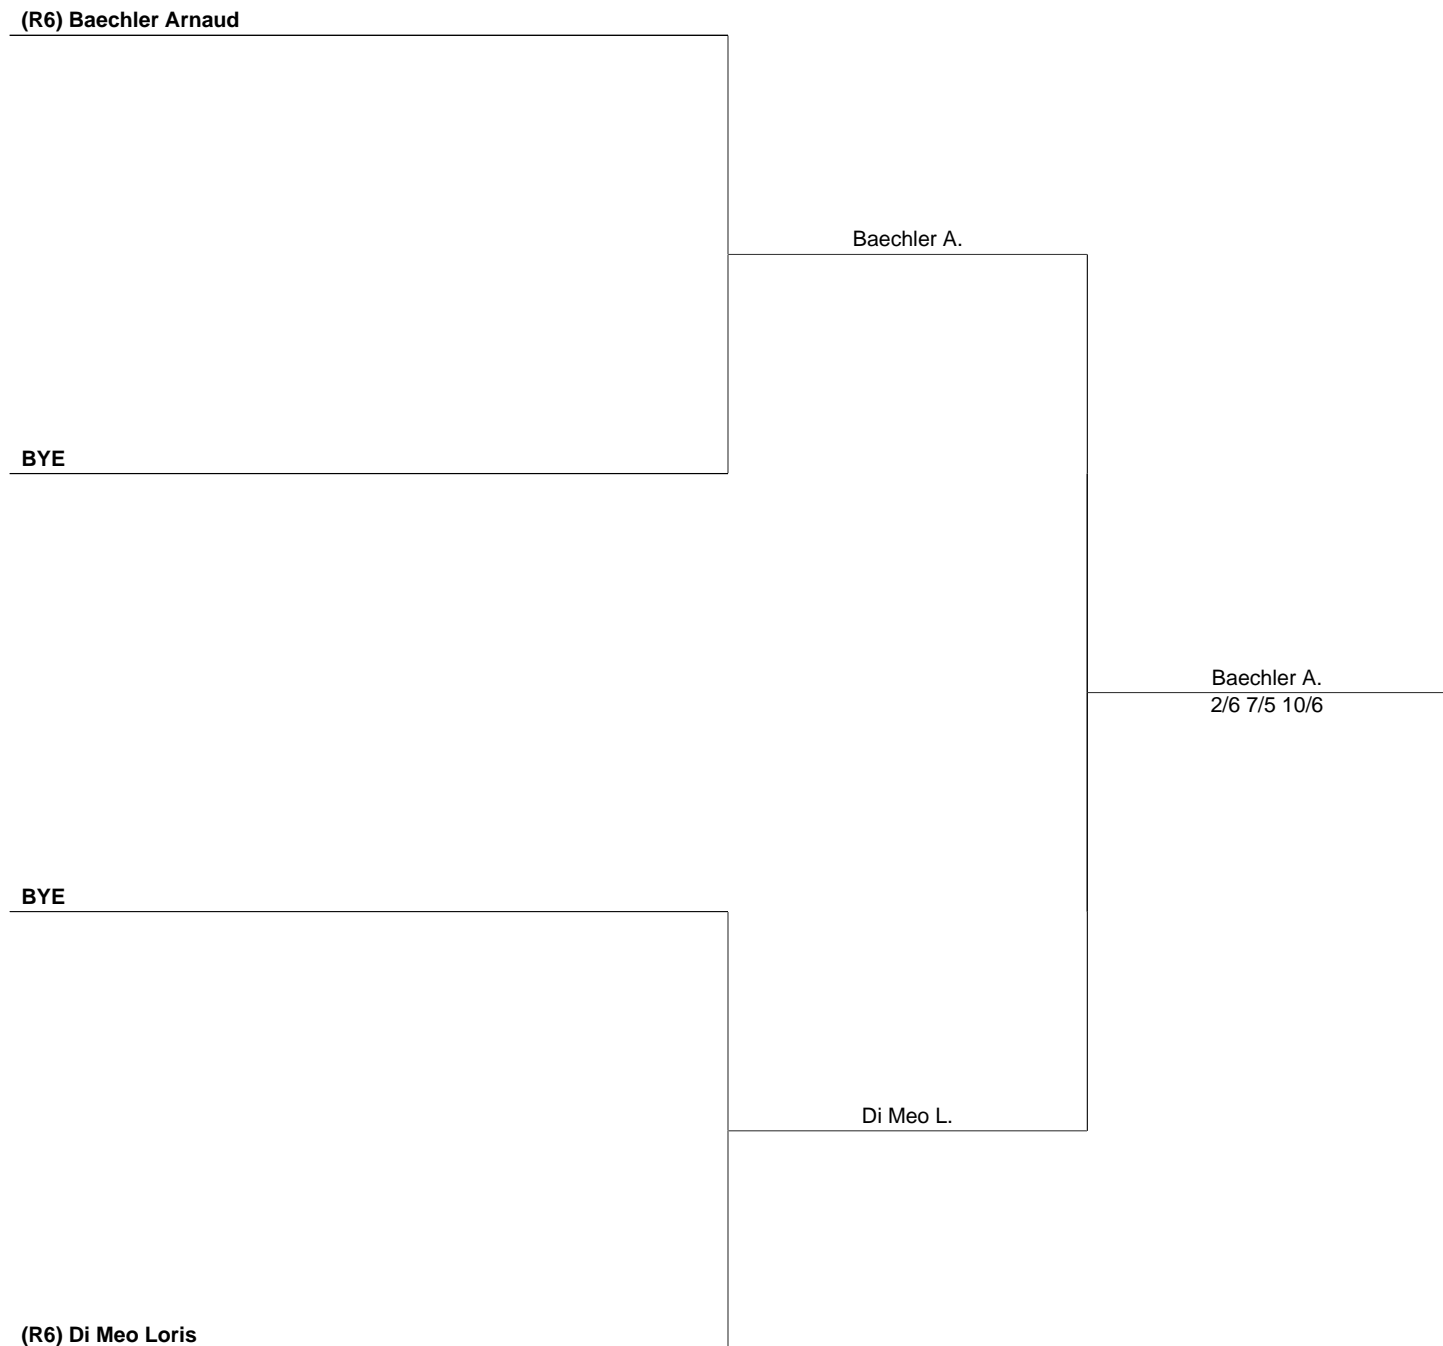 (R6) Baechler Arnaud
Baechler A.
BYE
Baechler A.
2/6 7/5 10/6
BYE
Di Meo L.
(R6) Di Meo Loris